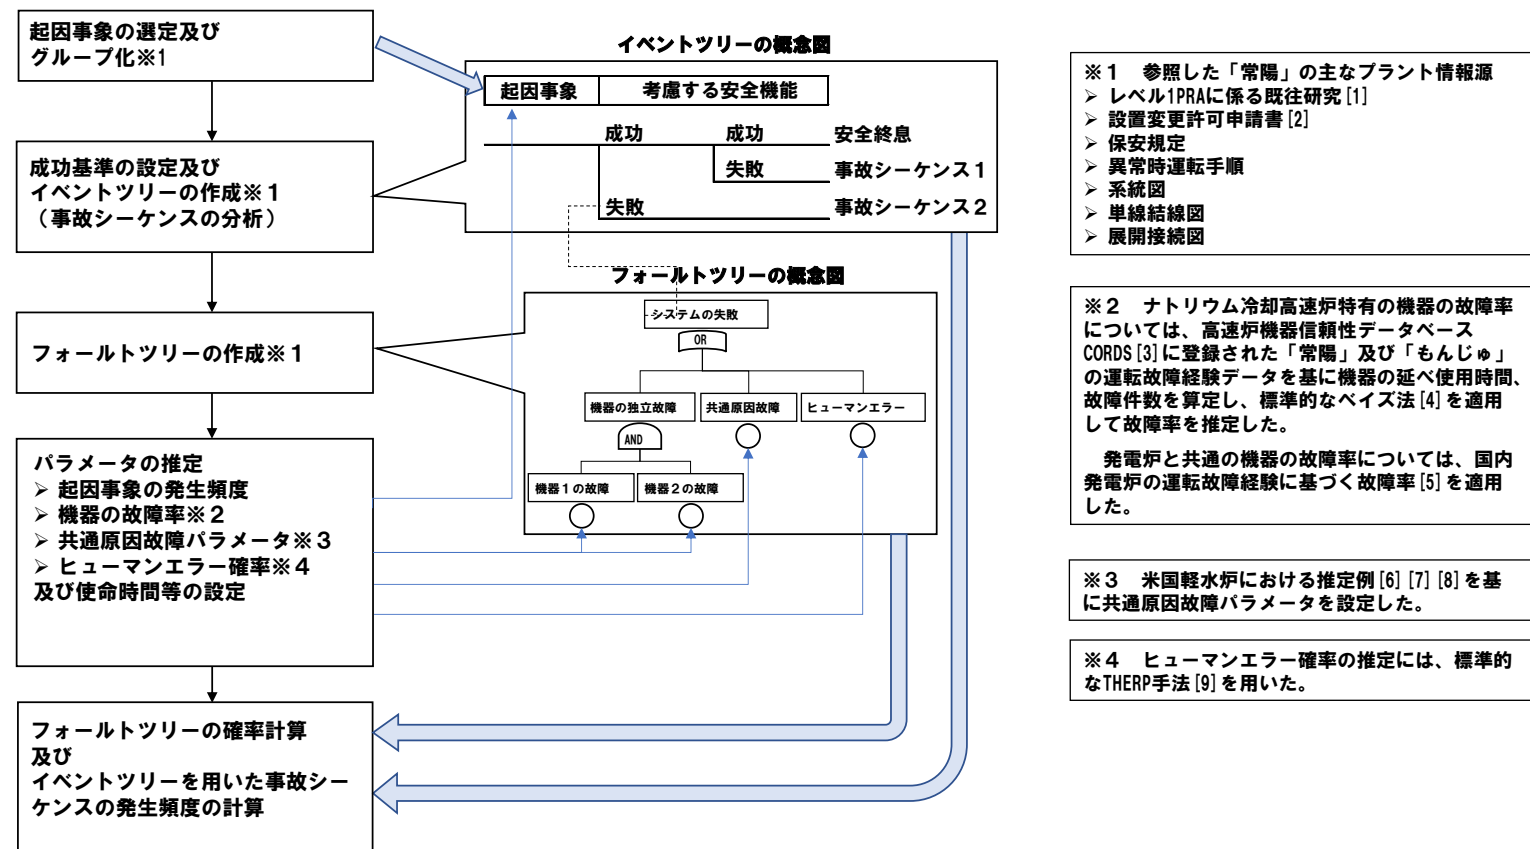 起因事象の選定及び
グループ化※1
成功基準の設定及び
イベントツリーの作成※１
（事故シーケンスの分析）
フォールトツリーの作成※１
パラメータの推定
➢ 起因事象の発生頻度
➢ 機器の故障率※２
➢ 共通原因故障パラメータ※３
➢ ヒューマンエラー確率※４
及び使命時間等の設定
フォールトツリーの確率計算
及び
イベントツリーを用いた事故シー
ケンスの発生頻度の計算
イベントツリーの概念図
起因事象 考慮する安全機能
成功 成功 安全終息
失敗 事故シーケンス１
失敗 事故シーケンス２
フォールトツリーの概念図
システムの失敗
OR
機器の独立故障 共通原因故障 ヒューマンエラー
AND
機器１の故障 機器２の故障
※１　参照した「常陽」の主なプラント情報源
➢ レベル1PRAに係る既往研究[1]
➢ 設置変更許可申請書[2]
➢ 保安規定
➢ 異常時運転手順
➢ 系統図
➢ 単線結線図
➢ 展開接続図
※２　ナトリウム冷却高速炉特有の機器の故障率
については、高速炉機器信頼性データベース
CORDS[3]に登録された「常陽」及び「もんじゅ」
の運転故障経験データを基に機器の延べ使用時間、
故障件数を算定し、標準的なベイズ法[4]を適用
して故障率を推定した。
　発電炉と共通の機器の故障率については、国内
発電炉の運転故障経験に基づく故障率[5]を適用
した。
※３　米国軽水炉における推定例[6][7][8]を基
に共通原因故障パラメータを設定した。
※４　ヒューマンエラー確率の推定には、標準的
なTHERP手法[9]を用いた。